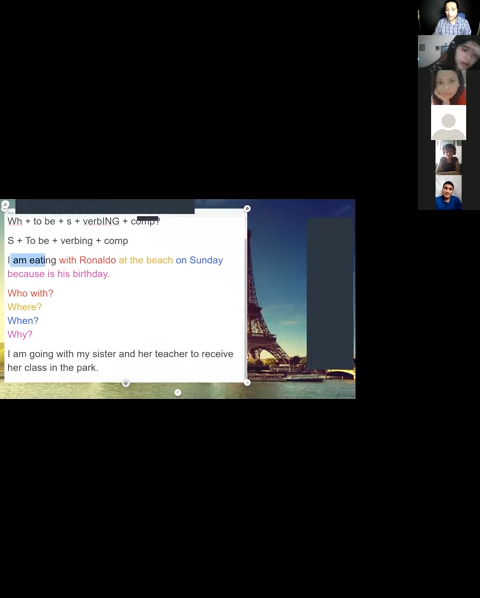 Wh + to be + s + verbING + comp?
S + To be + verbing + comp
I am eating with Ronaldo at the beach on Sunday
because is his birthday.
Who with?
Where?
When?
Why?
I am going with my sister and her teacher to receive
her class in the park.